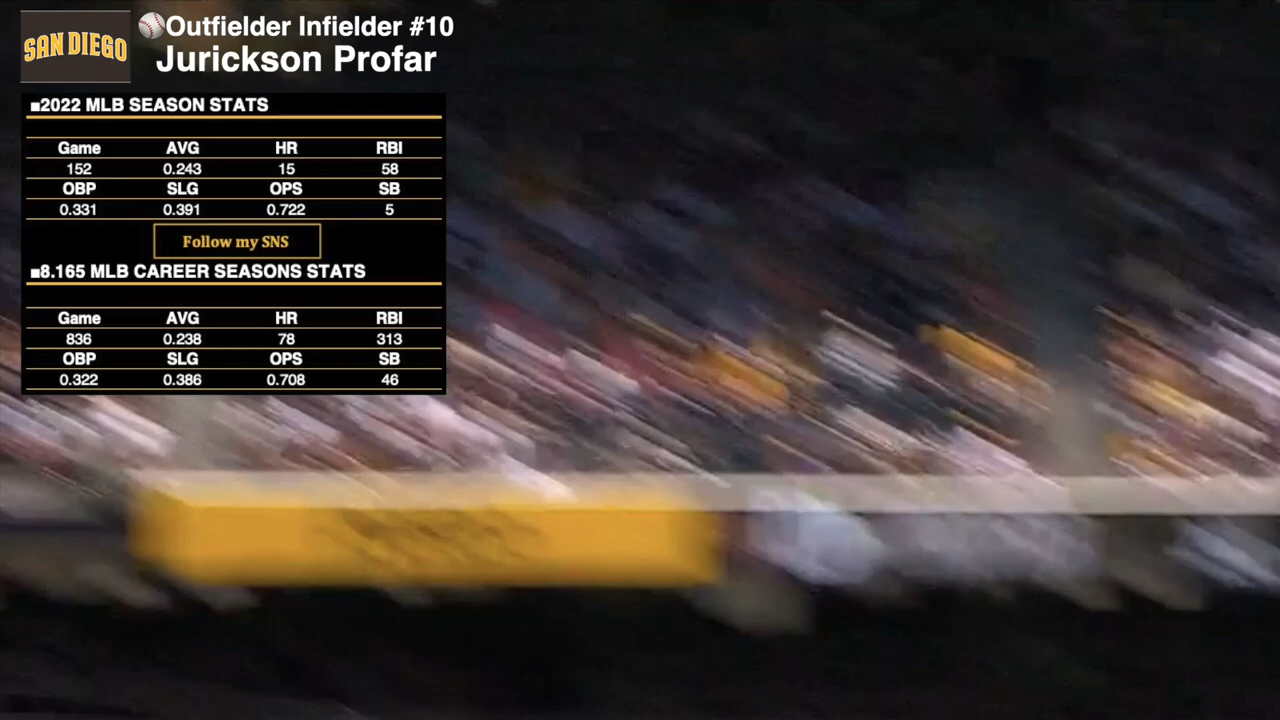 SAN DIEGO
Outfielder Infielder #10
Jurickson Profar
■2022 MLB SEASON STATS
Game AVG HR RBI
152 0.243 15 58
OBP SLG OPS SB
0.331 0.391 0.722 5
Follow my SNS
■8.165 MLB CAREER SEASONS STATS
Game AVG HR RBI
836 0.238 78 313
OBP SLG OPS SB
0.322 0.386 0.708 46